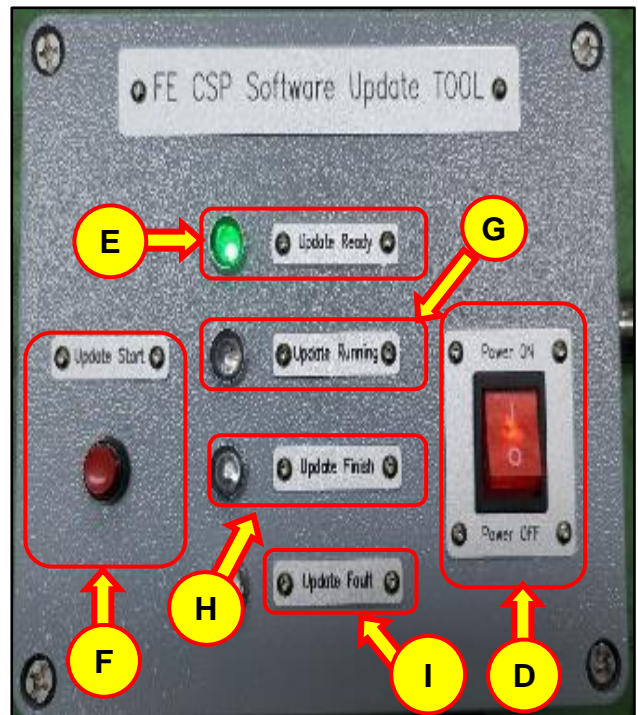 FE CSP Software Update TOOL
E
Update Ready
G
Update Start
Update Running
Power ON
I
O
Update Finish
Power OFF
Update Fault
H
F
I
D